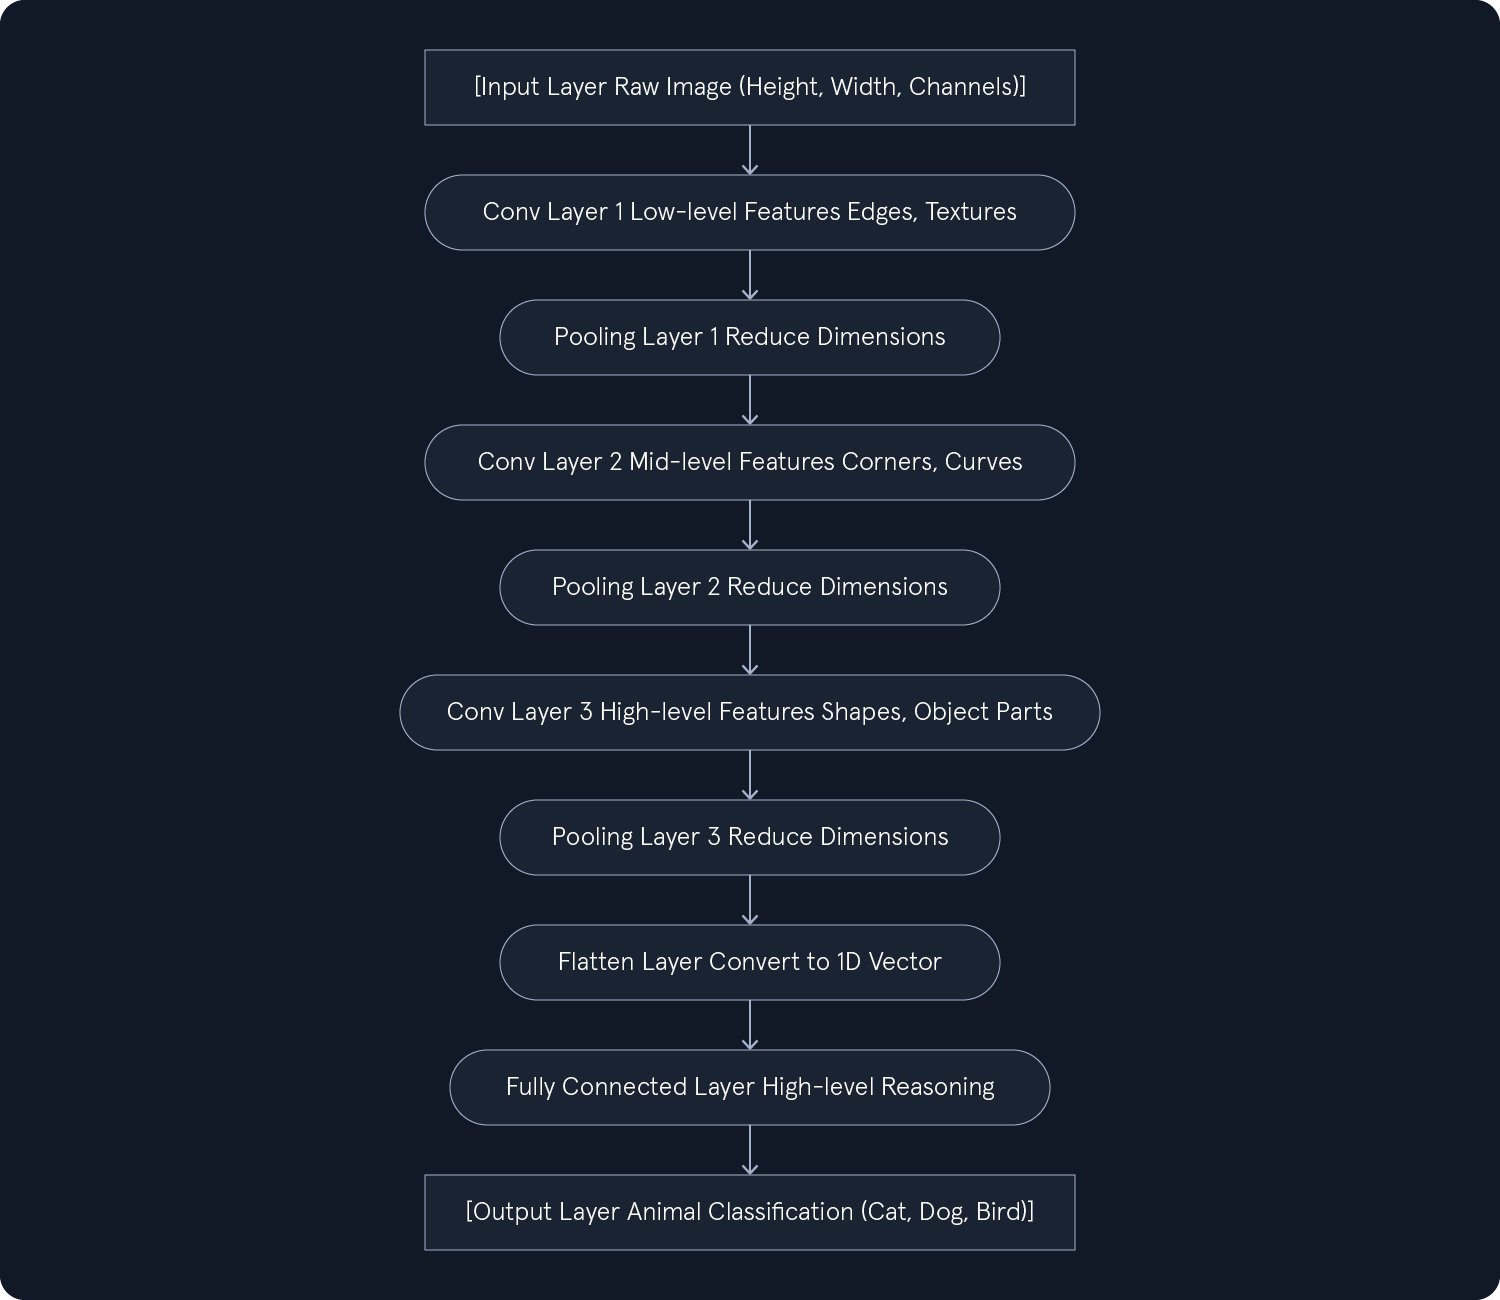 [Input Layer Raw Image (Height, Width, Channels)]
Conv Layer 1 Low-level Features Edges, Textures
Pooling Layer 1 Reduce Dimensions
Conv Layer 2 Mid-level Features Corners, Curves
Pooling Layer 2 Reduce Dimensions
Conv Layer 3 High-level Features Shapes, Object Parts
Pooling Layer 3 Reduce Dimensions
Flatten Layer Convert to 1D Vector
Fully Connected Layer High-level Reasoning
[Output Layer Animal Classification (Cat, Dog, Bird)]